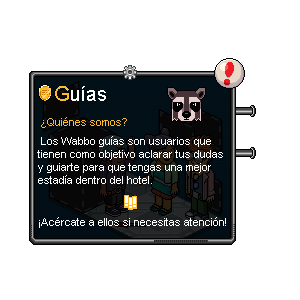 Guías
¿Quiénes somos?
Los Wabbo guías son usuarios que
tienen como objetivo aclarar tus dudas
y guiarte para que tengas una mejor
estadía dentro del hotel.
¡Acércate a ellos si necesitas atención!